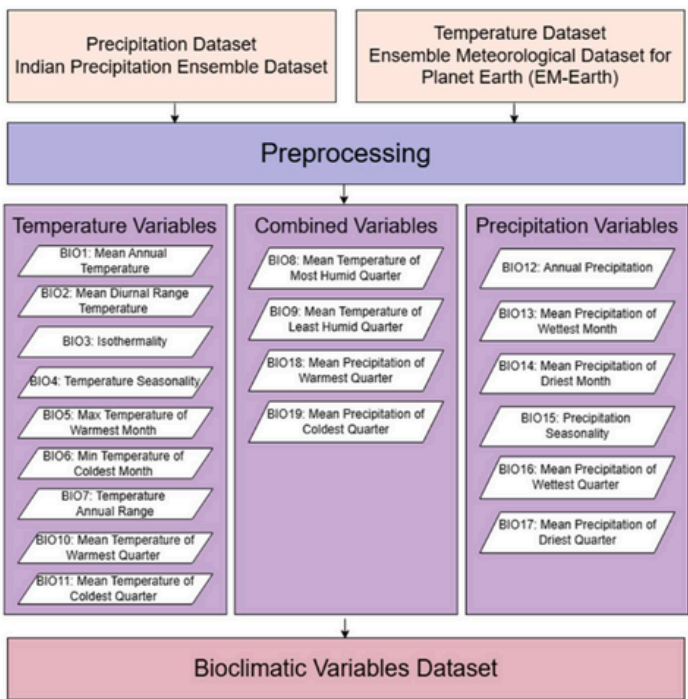 Precipitation Dataset
Indian Precipitation Ensemble Dataset
Temperature Dataset
Ensemble Meteorological Dataset for
Planet Earth (EM-Earth)
Preprocessing
Temperature Variables
BIO1: Mean Annual
Temperature
BIO2: Mean Diurnal Range
Temperature
BIO3: Isothermality
BIO4: Temperature Seasonality
BIO5: Max Temperature of
Warmest Month
BIO6: Min Temperature of
Coldest Month
BIO7: Temperature
Annual Range
BIO10: Mean Temperature of
Warmest Quarter
BIO11: Mean Temperature of
Coldest Quarter
Combined Variables
BIO8: Mean Temperature of
Most Humid Quarter
BIO9: Mean Temperature of
Least Humid Quarter
BIO18: Mean Precipitation of
Warmest Quarter
BIO19: Mean Precipitation of
Coldest Quarter
Precipitation Variables
BIO12: Annual Precipitation
BIO13: Mean Precipitation of
Wettest Month
BIO14: Mean Precipitation of
Driest Month
BIO15: Precipitation
Seasonality
BIO16: Mean Precipitation of
Wettest Quarter
BIO17: Mean Precipitation of
Driest Quarter
Bioclimatic Variables Dataset